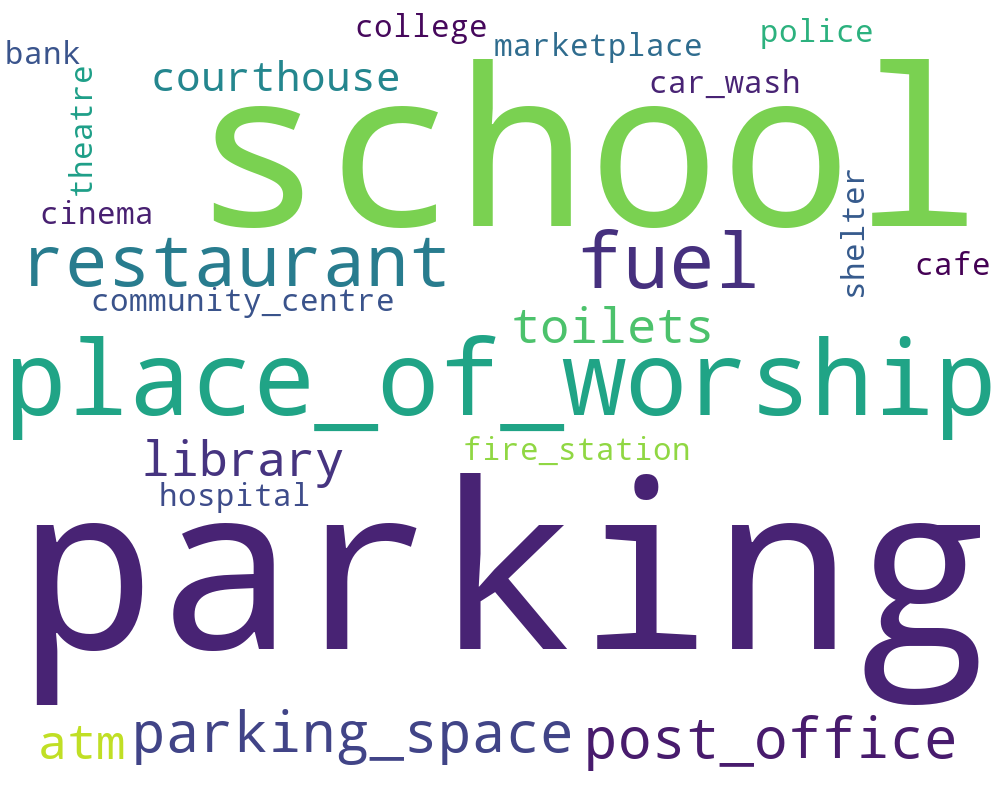 college
police
marketplace
bank
courthouse
car_wash
school
theatre
cinema
shelter
restaurant
fuel
cafe
community_centre
toilets
place_of_worship
library
fire_station
hospital
parking
atm
parking_space
post_office